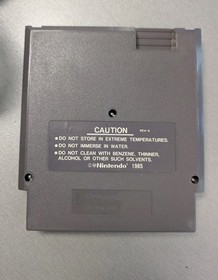 CAUTION
REV-A
●DO NOT STORE IN EXTREME TEMPERATURES.
●DO NOT IMMERSE IN WATER.
●DO NOT CLEAN WITH BENZENE, THINNER,
ALCOHOL OR OTHER SUCH SOLVENTS.
©Nintendo 1985